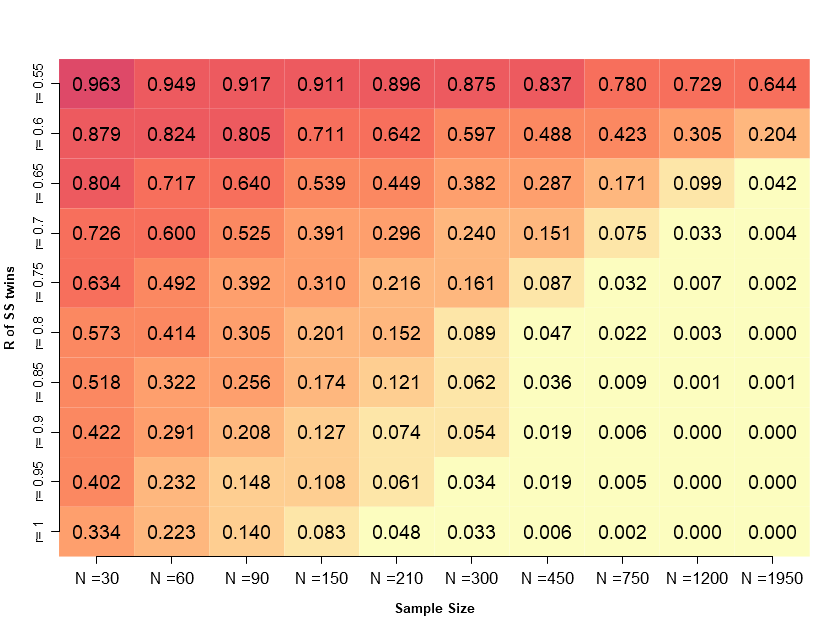 r= 0.55 0.963 0.949 0.917 0.911 0.896 0.875 0.837 0.780 0.729 0.644
r= 0.6 0.879 0.824 0.805 0.711 0.642 0.597 0.488 0.423 0.305 0.204
r= 0.65 0.804 0.717 0.640 0.539 0.449 0.382 0.287 0.171 0.099 0.042
r= 0.7 0.726 0.600 0.525 0.391 0.296 0.240 0.151 0.075 0.033 0.004
r= 0.75 0.634 0.492 0.392 0.310 0.216 0.161 0.087 0.032 0.007 0.002
r= 0.8 0.573 0.414 0.305 0.201 0.152 0.089 0.047 0.022 0.003 0.000
r= 0.85 0.518 0.322 0.256 0.174 0.121 0.062 0.036 0.009 0.001 0.001
r= 0.9 0.422 0.291 0.208 0.127 0.074 0.054 0.019 0.006 0.000 0.000
r= 0.95 0.402 0.232 0.148 0.108 0.061 0.034 0.019 0.005 0.000 0.000
r= 1 0.334 0.223 0.140 0.083 0.048 0.033 0.006 0.002 0.000 0.000
R of SS twins
N =30 N =60 N =90 N =150 N =210 N =300 N =450 N =750 N =1200 N =1950
Sample Size